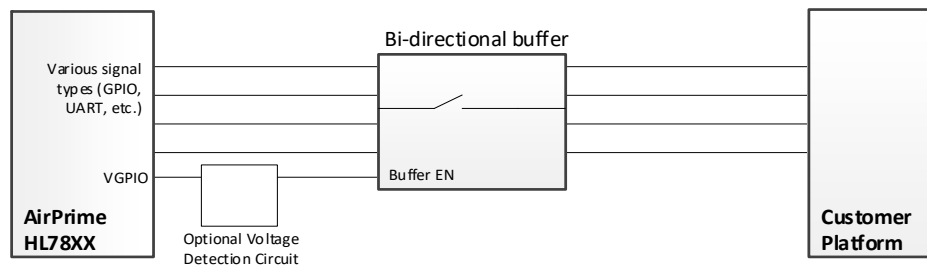 Bi-directional buffer
Various signal
types (GPIO,
UART, etc.)
VGPIO
Buffer EN
AirPrime
HL78XX
Optional Voltage
Detection Circuit
Customer
Platform